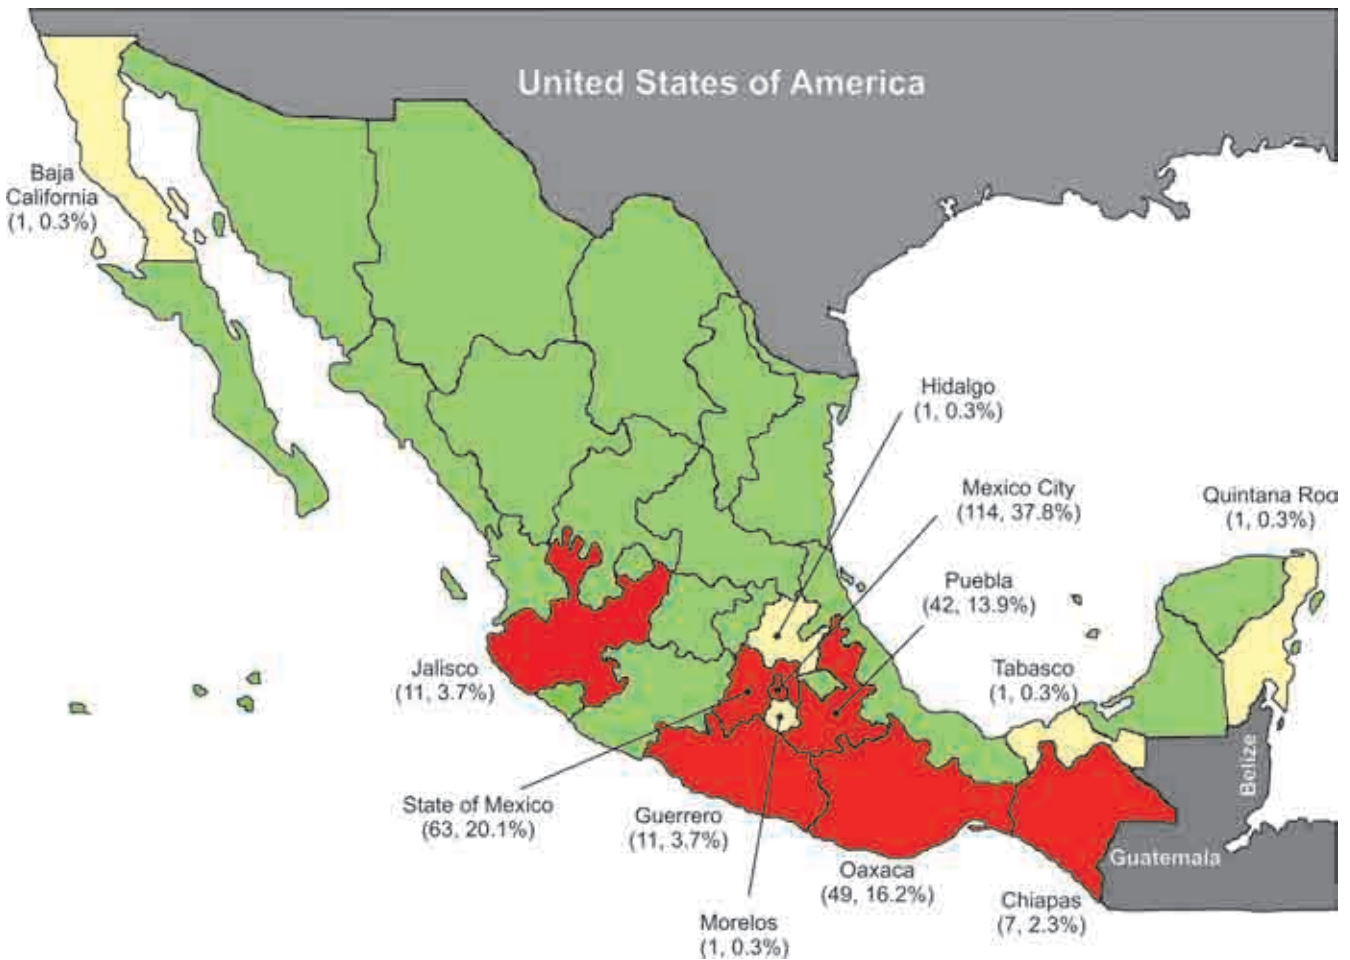 United States of America
Baja
California
(1, 0.3%)
Hidalgo
(1, 0.3%)
Mexico City
(114, 37.8%)
Quintana Roo
(1, 0.3%)
Puebla
(42, 13.9%)
Jalisco
(11, 3.7%)
Tabasco
(1, 0.3%)
Belize
State of Mexico
(63, 20.1%)
Guerrero
(11, 3.7%)
Guatemala
Oaxaca
(49, 16.2%)
Chiapas
(7, 2.3%)
Morelos
(1, 0.3%)